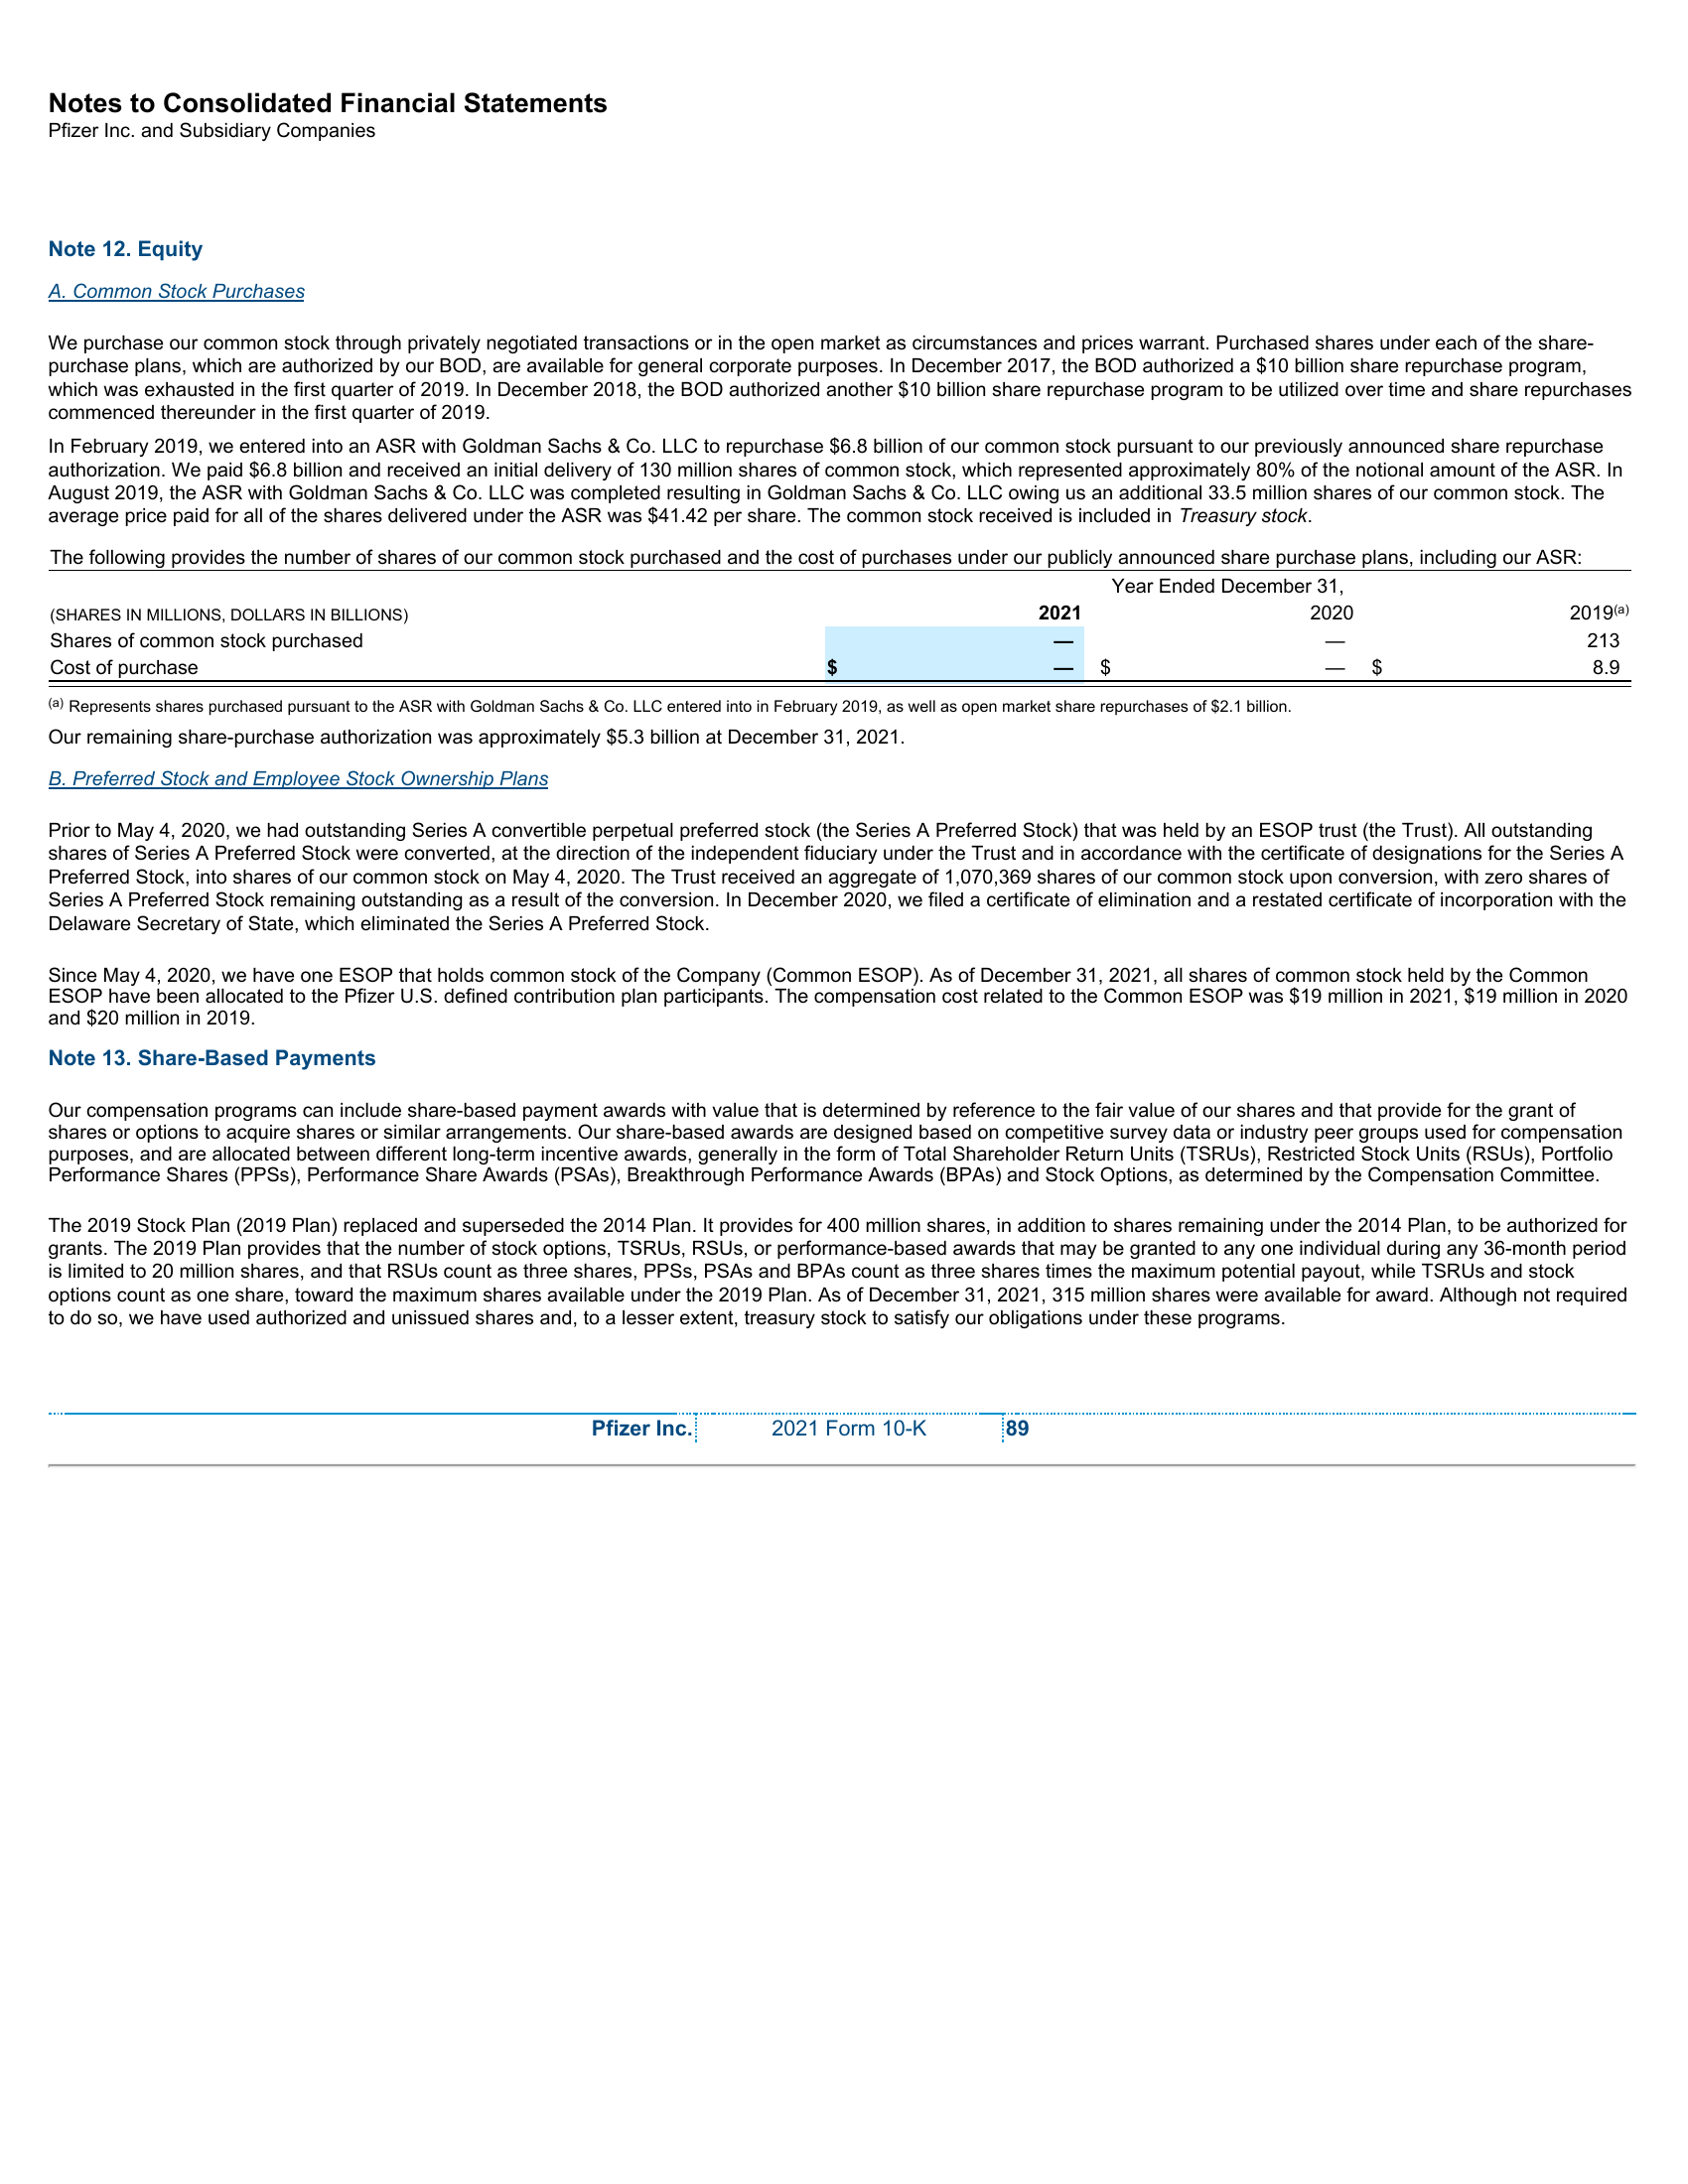 Notes to Consolidated Financial Statements
Pfizer Inc. and Subsidiary Companies
Note 12. Equity
A. Common Stock Purchases
We purchase our common stock through privately negotiated transactions or in the open market as circumstances and prices warrant. Purchased shares under each of the share-
purchase plans, which are authorized by our BOD, are available for general corporate purposes. In December 2017, the BOD authorized a $10 billion share repurchase program,
which was exhausted in the first quarter of 2019. In December 2018, the BOD authorized another $10 billion share repurchase program to be utilized over time and share repurchases
commenced thereunder in the first quarter of 2019.
In February 2019, we entered into an ASR with Goldman Sachs & Co. LLC to repurchase $6.8 billion of our common stock pursuant to our previously announced share repurchase
authorization. We paid $6.8 billion and received an initial delivery of 130 million shares of common stock, which represented approximately 80% of the notional amount of the ASR. In
August 2019, the ASR with Goldman Sachs & Co. LLC was completed resulting in Goldman Sachs & Co. LLC owing us an additional 33.5 million shares of our common stock. The
average price paid for all of the shares delivered under the ASR was $41.42 per share. The common stock received is included in Treasury stock.
The following provides the number of shares of our common stock purchased and the cost of purchases under our publicly announced share purchase plans, including our ASR:
Year Ended December 31,
(SHARES IN MILLIONS, DOLLARS IN BILLIONS) 2021 2020 2019(a)
Shares of common stock purchased — — 213
Cost of purchase $ — $ — $ 8.9
(a) Represents shares purchased pursuant to the ASR with Goldman Sachs & Co. LLC entered into in February 2019, as well as open market share repurchases of $2.1 billion.
Our remaining share-purchase authorization was approximately $5.3 billion at December 31, 2021.
B. Preferred Stock and Employee Stock Ownership Plans
Prior to May 4, 2020, we had outstanding Series A convertible perpetual preferred stock (the Series A Preferred Stock) that was held by an ESOP trust (the Trust). All outstanding
shares of Series A Preferred Stock were converted, at the direction of the independent fiduciary under the Trust and in accordance with the certificate of designations for the Series A
Preferred Stock, into shares of our common stock on May 4, 2020. The Trust received an aggregate of 1,070,369 shares of our common stock upon conversion, with zero shares of
Series A Preferred Stock remaining outstanding as a result of the conversion. In December 2020, we filed a certificate of elimination and a restated certificate of incorporation with the
Delaware Secretary of State, which eliminated the Series A Preferred Stock.
Since May 4, 2020, we have one ESOP that holds common stock of the Company (Common ESOP). As of December 31, 2021, all shares of common stock held by the Common
ESOP have been allocated to the Pfizer U.S. defined contribution plan participants. The compensation cost related to the Common ESOP was $19 million in 2021, $19 million in 2020
and $20 million in 2019.
Note 13. Share-Based Payments
Our compensation programs can include share-based payment awards with value that is determined by reference to the fair value of our shares and that provide for the grant of
shares or options to acquire shares or similar arrangements. Our share-based awards are designed based on competitive survey data or industry peer groups used for compensation
purposes, and are allocated between different long-term incentive awards, generally in the form of Total Shareholder Return Units (TSRUs), Restricted Stock Units (RSUs), Portfolio
Performance Shares (PPSs), Performance Share Awards (PSAs), Breakthrough Performance Awards (BPAs) and Stock Options, as determined by the Compensation Committee.
The 2019 Stock Plan (2019 Plan) replaced and superseded the 2014 Plan. It provides for 400 million shares, in addition to shares remaining under the 2014 Plan, to be authorized for
grants. The 2019 Plan provides that the number of stock options, TSRUs, RSUs, or performance-based awards that may be granted to any one individual during any 36-month period
is limited to 20 million shares, and that RSUs count as three shares, PPSs, PSAs and BPAs count as three shares times the maximum potential payout, while TSRUs and stock
options count as one share, toward the maximum shares available under the 2019 Plan. As of December 31, 2021, 315 million shares were available for award. Although not required
to do so, we have used authorized and unissued shares and, to a lesser extent, treasury stock to satisfy our obligations under these programs.
Pfizer Inc. 2021 Form 10-K 89